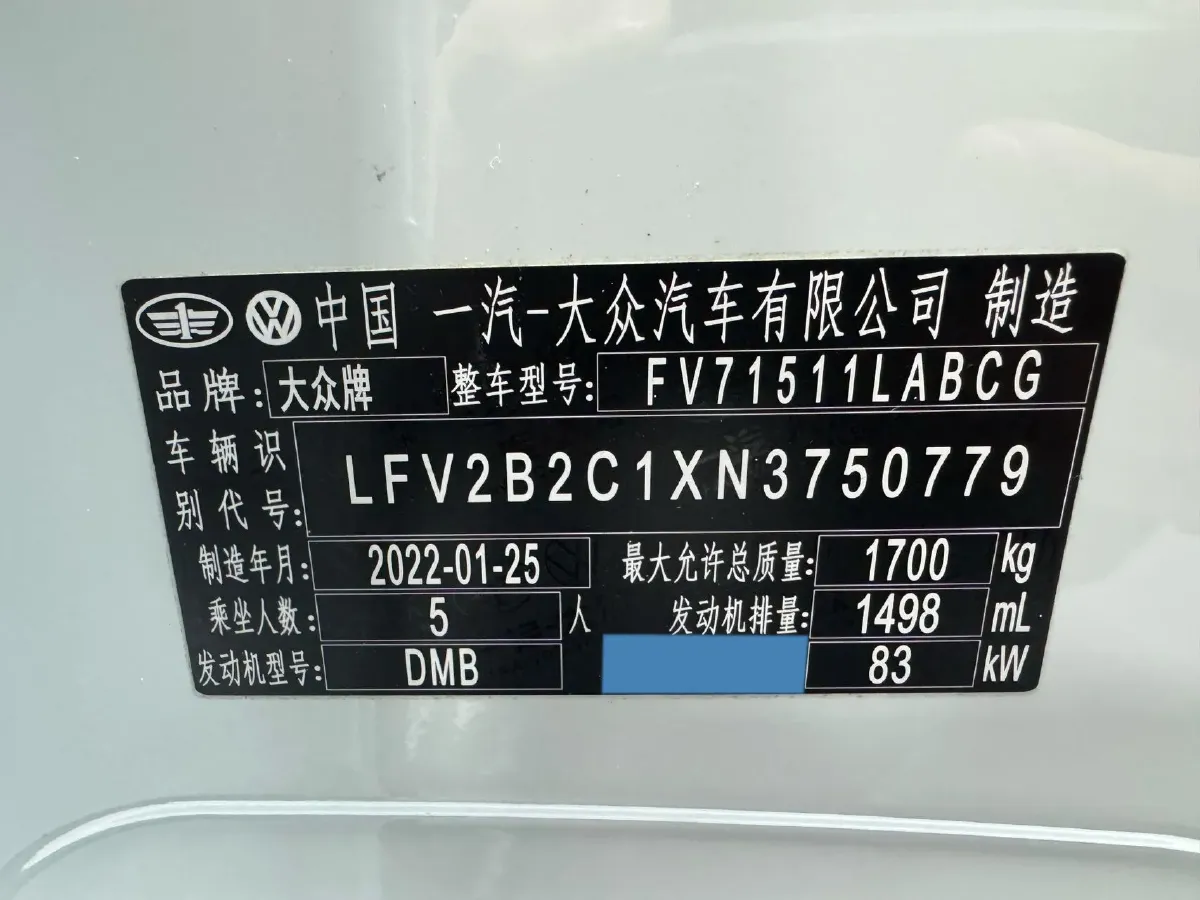 中国 一汽-大众汽车有限公司 制造
品牌: 大众牌 整车型号: FV71511LABCG
车辆识别代号: LFV2B2C1XN3750779
制造年月: 2022-01-25 最大允许总质量: 1700 kg
乘坐人数: 5 人 发动机排量: 1498 mL
发动机型号: DMB 83 kW